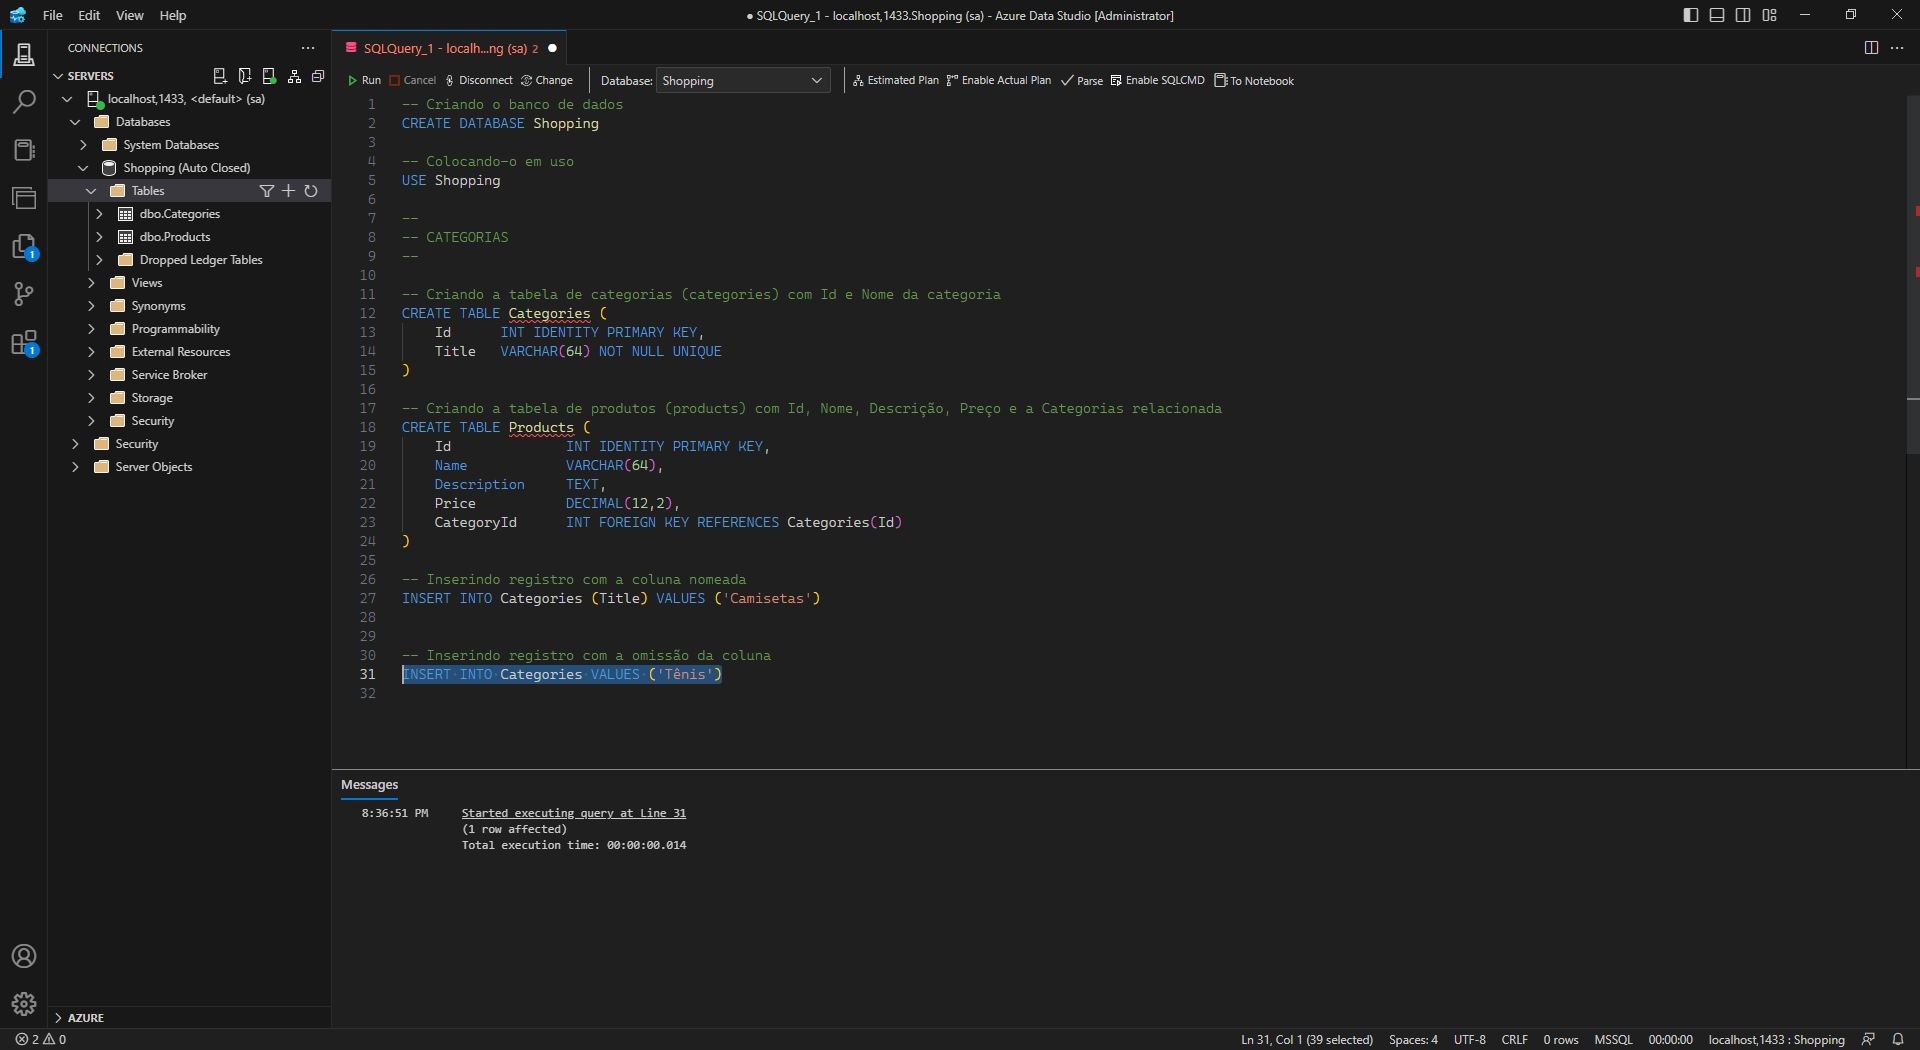 File Edit View Help
● SQLQuery_1 - localhost,1433.Shopping (sa) - Azure Data Studio [Administrator]
CONNECTIONS
SERVERS
localhost,1433, <default> (sa)
Databases
System Databases
Shopping (Auto Closed)
Tables
dbo.Categories
dbo.Products
Dropped Ledger Tables
Views
Synonyms
Programmability
External Resources
Service Broker
Storage
Security
Security
Server Objects
1
1
AZURE
SQLQuery_1 - localh...ng (sa) 2 ●
Run Cancel Disconnect Change Database: Shopping Estimated Plan Enable Actual Plan Parse Enable SQLCMD To Notebook
1 -- Criando o banco de dados
2 CREATE DATABASE Shopping
3
4 -- Colocando-o em uso
5 USE Shopping
6
7 --
8 -- CATEGORIAS
9 --
10
11 -- Criando a tabela de categorias (categories) com Id e Nome da categoria
12 CREATE TABLE Categories (
13 Id INT IDENTITY PRIMARY KEY,
14 Title VARCHAR(64) NOT NULL UNIQUE
15 )
16
17 -- Criando a tabela de produtos (products) com Id, Nome, Descrição, Preço e a Categorias relacionada
18 CREATE TABLE Products (
19 Id INT IDENTITY PRIMARY KEY,
20 Name VARCHAR(64),
21 Description TEXT,
22 Price DECIMAL(12,2),
23 CategoryId INT FOREIGN KEY REFERENCES Categories(Id)
24 )
25
26 -- Inserindo registro com a coluna nomeada
27 INSERT INTO Categories (Title) VALUES ('Camisetas')
28
29
30 -- Inserindo registro com a omissão da coluna
31 INSERT INTO Categories VALUES ('Tênis')
32
Messages
8:36:51 PM Started executing query at Line 31
(1 row affected)
Total execution time: 00:00:00.014
2 0
Ln 31, Col 1 (39 selected) Spaces: 4 UTF-8 CRLF 0 rows MSSQL 00:00:00 localhost,1433 : Shopping